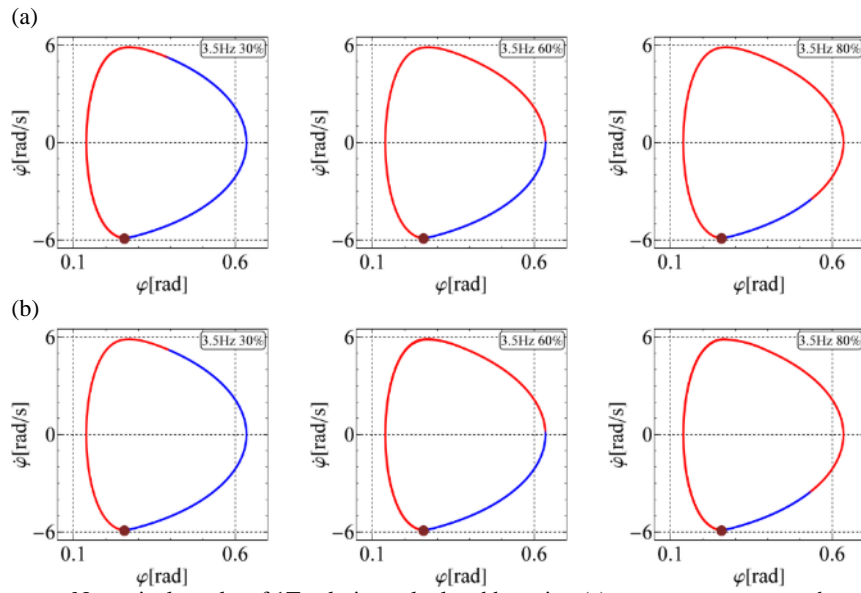 (a)
6
0
−6
φ̇[rad/s]
3.5Hz 30%
0.1
0.6
φ[rad]
6
0
−6
φ̇[rad/s]
3.5Hz 60%
0.1
0.6
φ[rad]
6
0
−6
φ̇[rad/s]
3.5Hz 80%
0.1
0.6
φ[rad]
(b)
6
0
−6
φ̇[rad/s]
3.5Hz 30%
0.1
0.6
φ[rad]
6
0
−6
φ̇[rad/s]
3.5Hz 60%
0.1
0.6
φ[rad]
6
0
−6
φ̇[rad/s]
3.5Hz 80%
0.1
0.6
φ[rad]